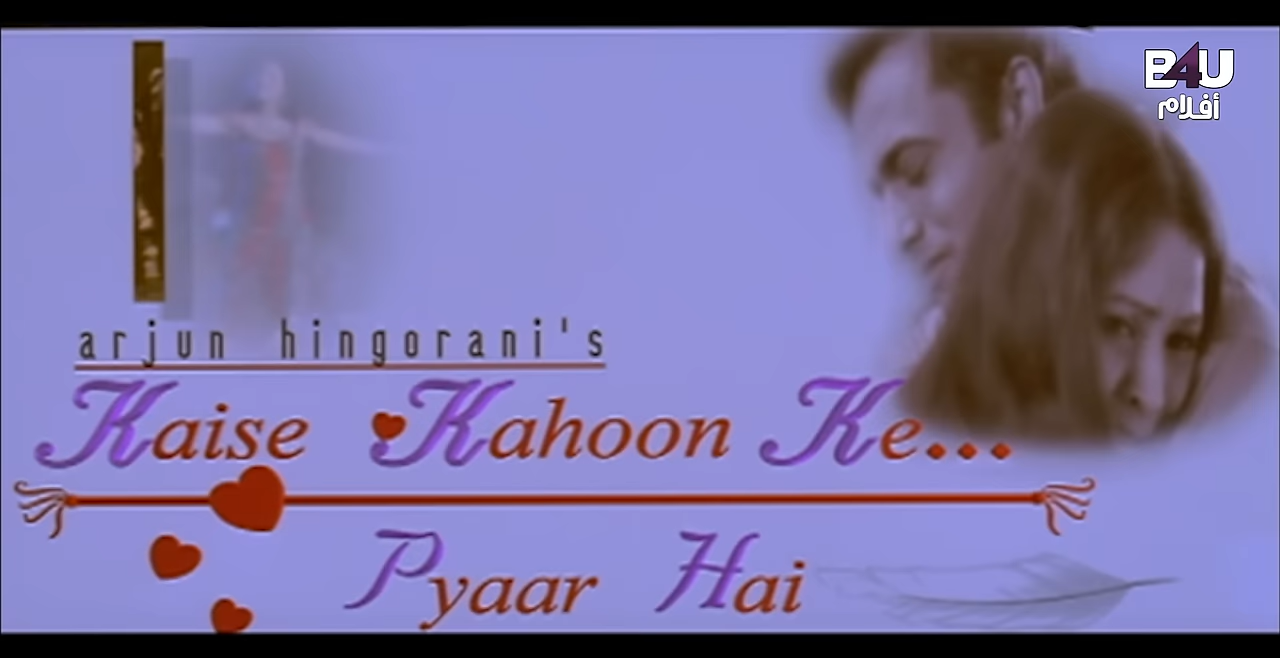 B4U
أفلام
arjun hingorani's
Kaise Kahoon Ke...
Pyaar Hai